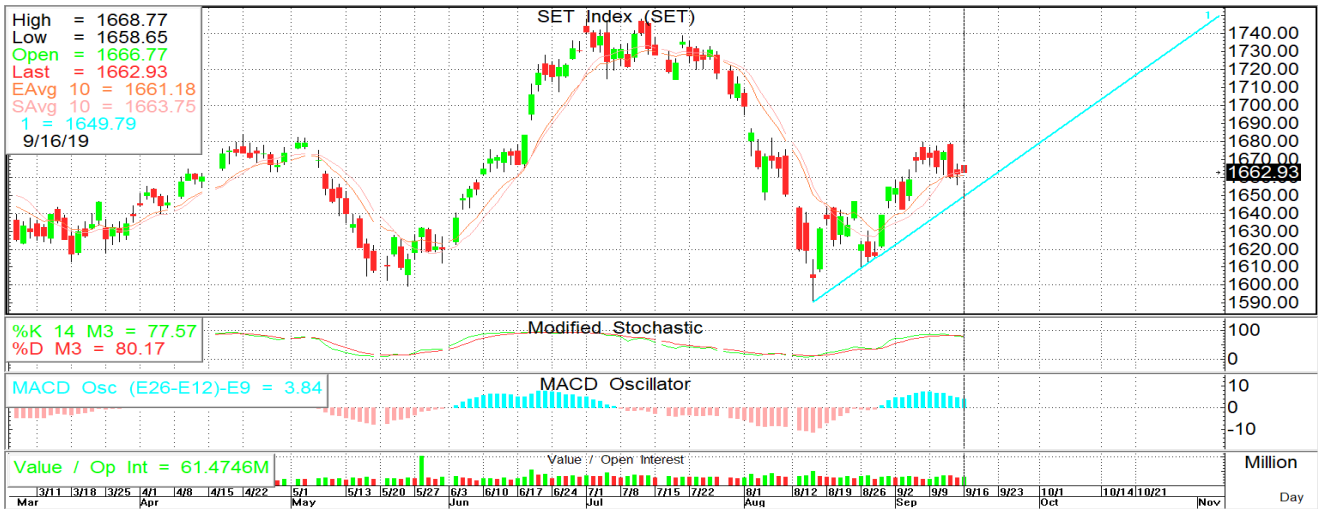 SET Index (SET)
High = 1668.77
Low = 1658.65
Open = 1666.77
Last = 1662.93
EAvg 10 = 1661.18
SAvg 10 = 1663.75
1 = 1649.79
9/16/19
1
1740.00
1730.00
1720.00
1710.00
1700.00
1690.00
1680.00
1670.00
1662.93
1650.00
1640.00
1630.00
1620.00
1610.00
1600.00
1590.00
Modified Stochastic
%K 14 M3 = 77.57
%D M3 = 80.17
100
0
MACD Oscillator
MACD Osc (E26-E12)-E9 = 3.84
10
0
-10
Value / Open Interest
Value / Op Int = 61.4746M
Million
3/11 3/18 3/25 4/1 4/8 4/15 4/22 5/1 5/13 5/20 5/27 6/3 6/10 6/17 6/24 7/1 7/8 7/15 7/22 8/1 8/12 8/19 8/26 9/2 9/9 9/16 9/23 10/1 10/14 10/21
Mar Apr May Jun Jul Aug Sep Oct Nov
Day